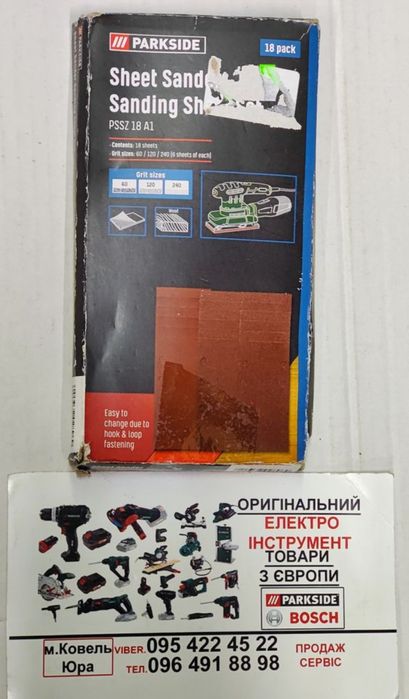 PARKSIDE
18 pack
Sheet Sand
Sanding Sh
PSSZ 18 A1
• Contents: 18 sheets
• Grit sizes: 60 / 120 / 240 (6 sheets of each)
Grit sizes
60 120 240
Wood
Easy to
change due to
hook & loop
fastening
ОРИГІНАЛЬНИЙ
ЕЛЕКТРО
ІНСТРУМЕНТ
ТОВАРИ
З ЄВРОПИ
PARKSIDE
BOSCH
м.Ковель
Юра
VIBER. 095 422 45 22
ТЕЛ. 096 491 88 98
ПРОДАЖ
СЕРВІС